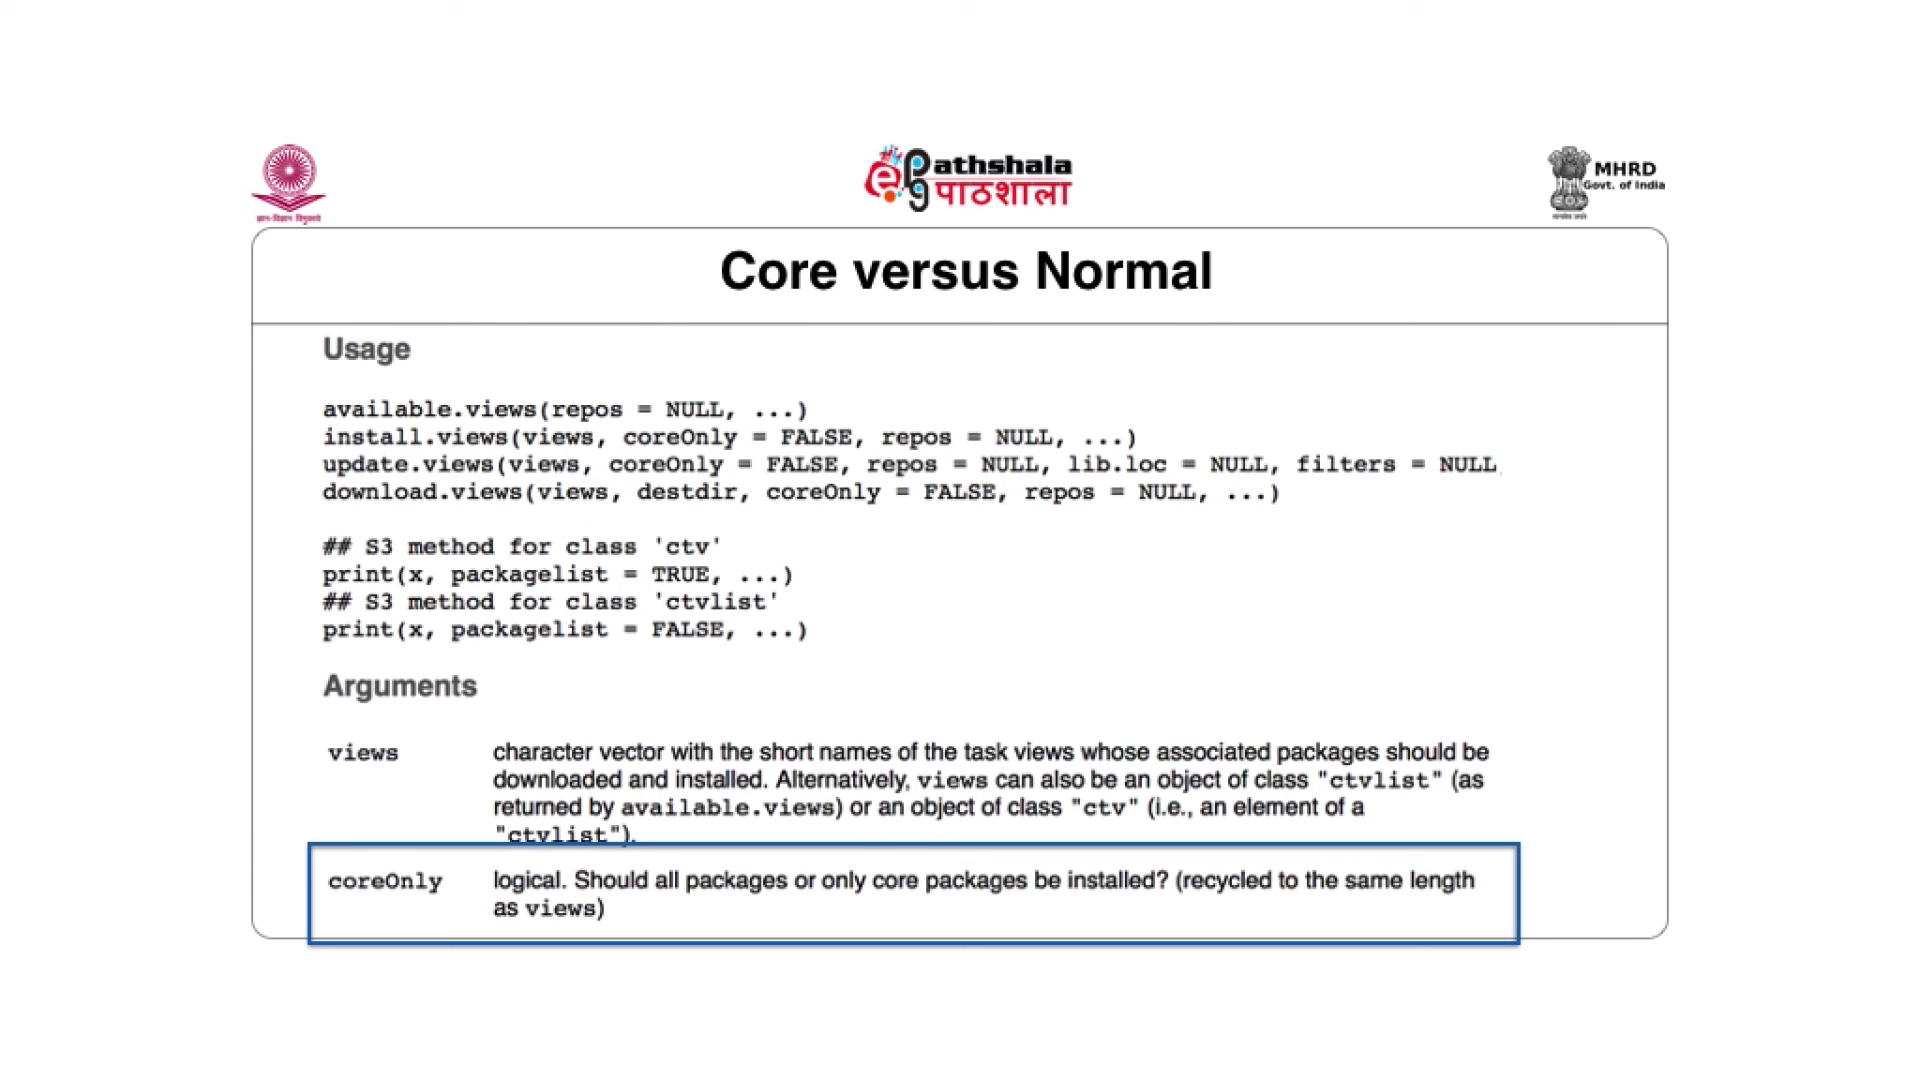 ज्ञान-विज्ञान विमुक्तये
epgathshala
पाठशाला
MHRD
Govt. of India
सत्यमेव जयते
Core versus Normal
Usage
available.views(repos = NULL, ...)
install.views(views, coreOnly = FALSE, repos = NULL, ...)
update.views(views, coreOnly = FALSE, repos = NULL, lib.loc = NULL, filters = NULL,
download.views(views, destdir, coreOnly = FALSE, repos = NULL, ...)
## S3 method for class 'ctv'
print(x, packagelist = TRUE, ...)
## S3 method for class 'ctvlist'
print(x, packagelist = FALSE, ...)
Arguments
views character vector with the short names of the task views whose associated packages should be
downloaded and installed. Alternatively, views can also be an object of class "ctvlist" (as
returned by available.views) or an object of class "ctv" (i.e., an element of a
"ctvlist").
coreOnly logical. Should all packages or only core packages be installed? (recycled to the same length
as views)